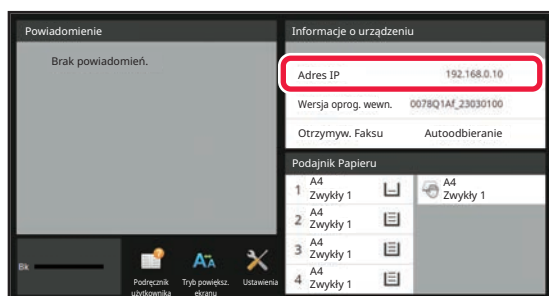 Powiadomienie
Brak powiadomień.
Informacje o urządzeniu
Adres IP 192.168.0.10
Wersja oprog. wewn. 0078Q1Af_23030100
Otrzymyw. Faksu Autoodbieranie
Podajnik Papieru
1 A4
Zwykły 1
A4
Zwykły 1
2 A4
Zwykły 1
3 A4
Zwykły 1
4 A4
Zwykły 1
Bk
Podręcznik
użytkownika
Tryb powiększ.
ekranu
Ustawienia